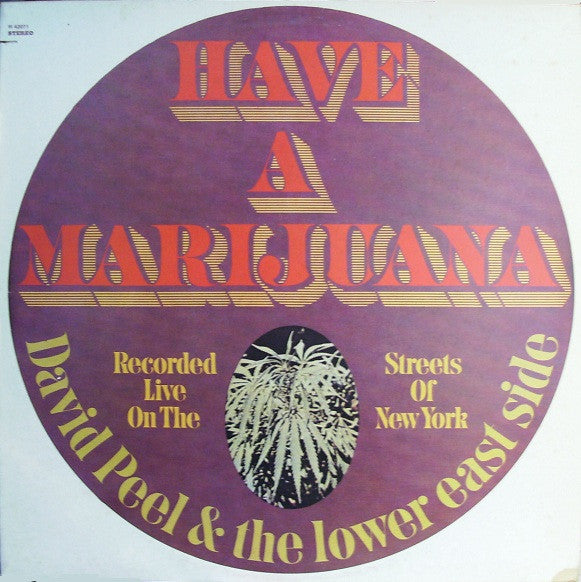 STEREO
HAVE
A
MARIJUANA
Recorded
Live
On The
Streets
Of
New York
David Peel & the lower east side